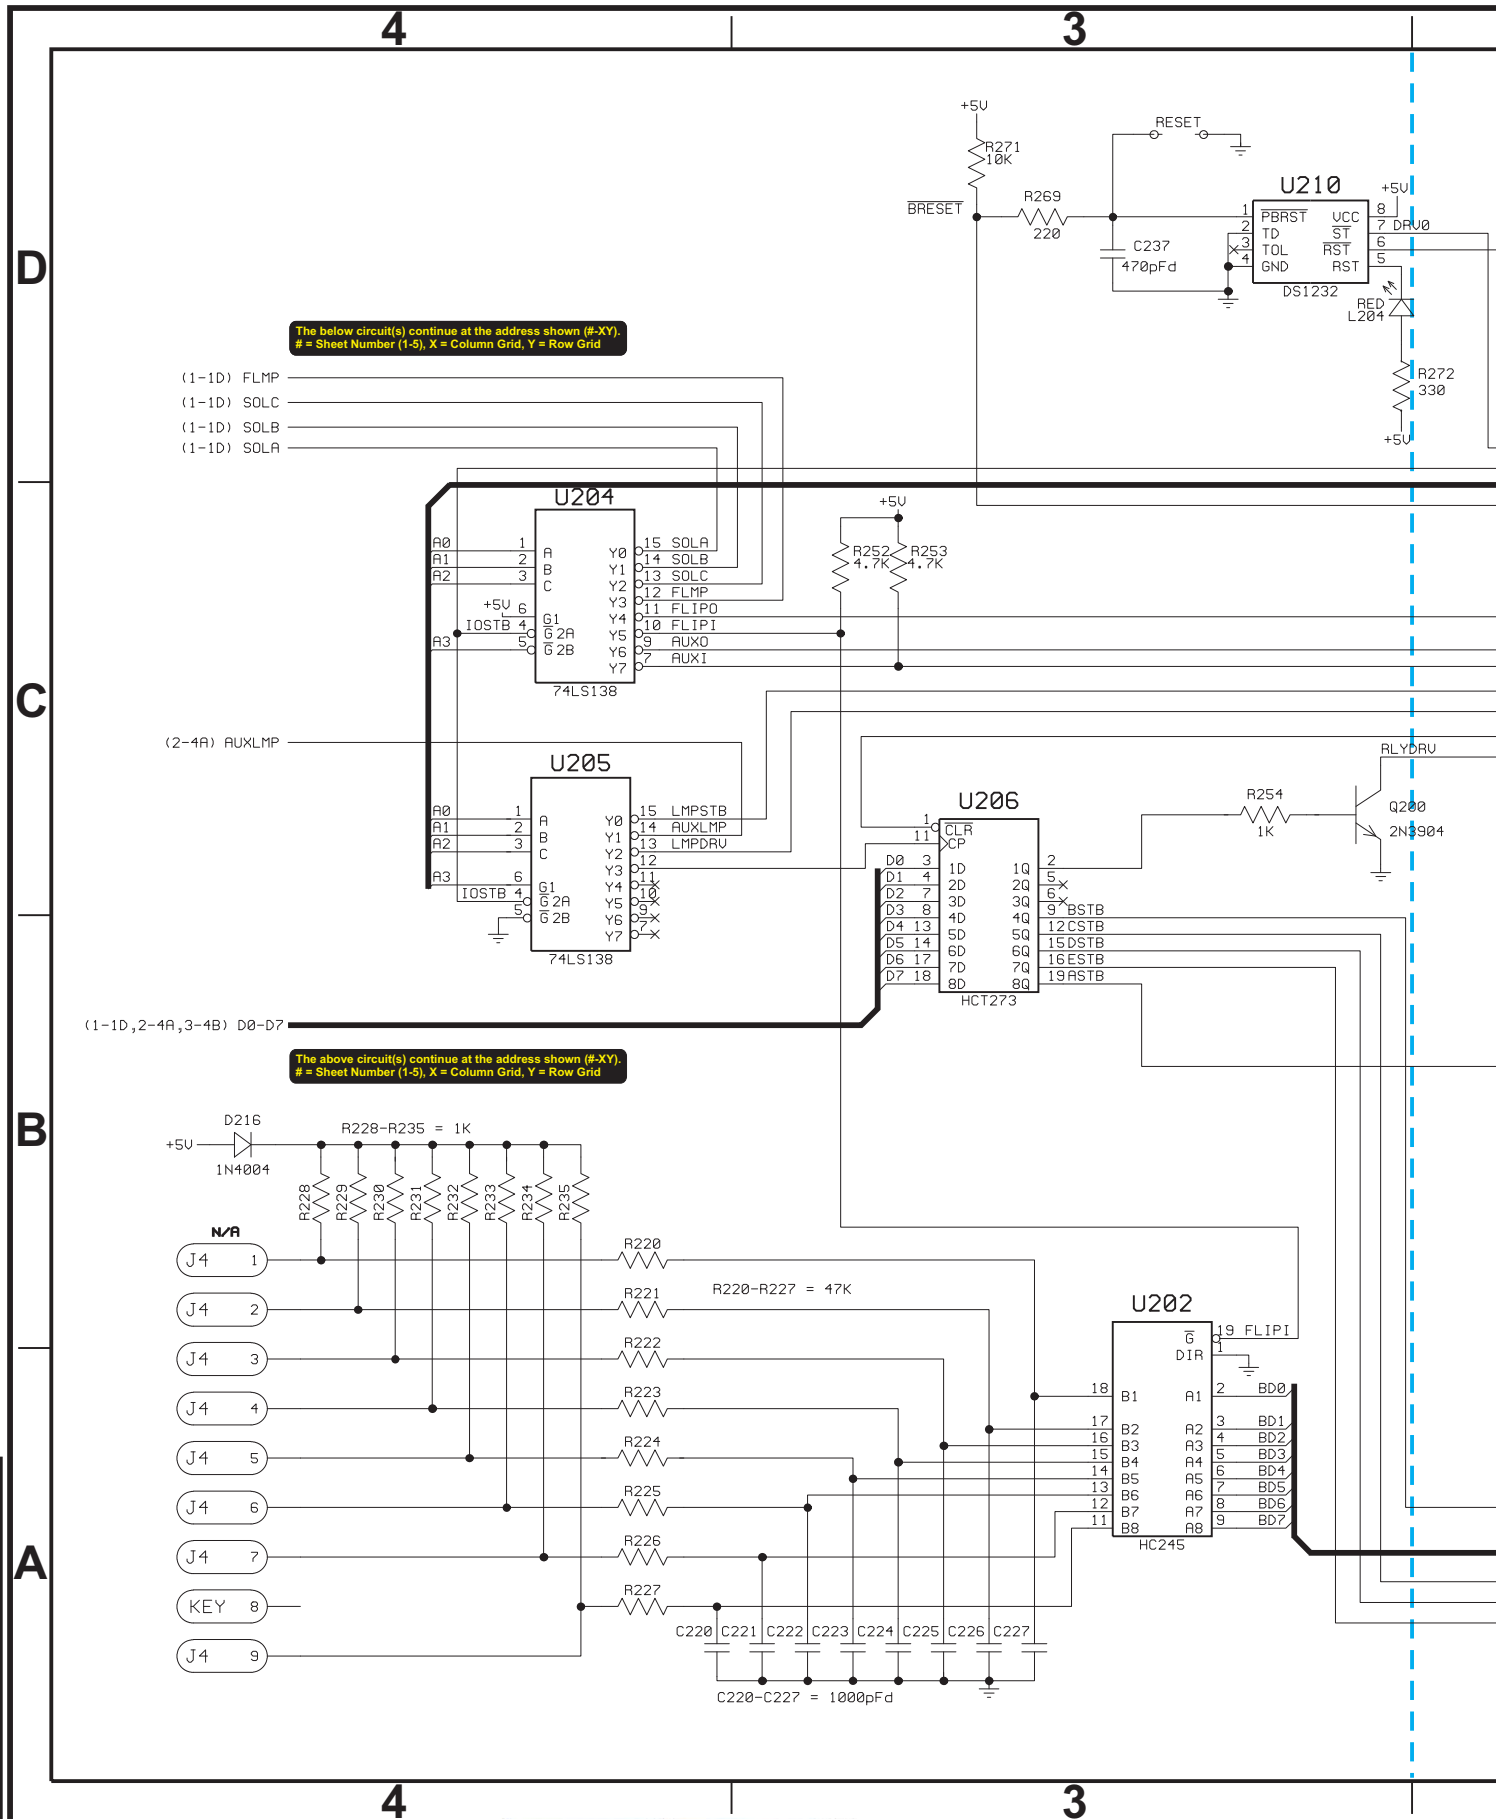 4 3
+5V
RESET
R271
10K
U210
R269
220
BRESET
+5V
1 PBRST VCC 8
2 TD ST 7 DRV0
3 TOL RST 6
4 GND RST 5
DS1232
C237
470pFd
D
RED
L204
The below circuit(s) continue at the address shown (#-XY).
# = Sheet Number (1-5), X = Column Grid, Y = Row Grid
(1-1D) FLMP
(1-1D) SOLC
(1-1D) SOLB
(1-1D) SOLA
R272
330
+5V
U204
A0 1 A Y0 15 SOLA
A1 2 B Y1 14 SOLB
A2 3 C Y2 13 SOLC
Y3 12 FLMP
+5V 6 G1 Y4 11 FLIPO
IOSTB 4 G2A Y5 10 FLIPI
A3 5 G2B Y6 9 AUXO
Y7 7 AUXI
74LS138
+5V
R252 R253
4.7K 4.7K
C
(2-4A) AUXLMP
U205
A0 1 A Y0 15 LMPSTB
A1 2 B Y1 14 AUXLMP
A2 3 C Y2 13 LMPDRV
Y3 12
A3 6 G1 Y4 11
IOSTB 4 G2A Y5 10
5 G2B Y6 9
Y7 7
74LS138
RLYDRV
R254
1K
Q200
2N3904
U206
1 CLR
11 CP
D0 3 1D 1Q 2
D1 4 2D 2Q 5
D2 7 3D 3Q 6
D3 8 4D 4Q 9 BSTB
D4 13 5D 5Q 12 CSTB
D5 14 6D 6Q 15 DSTB
D6 17 7D 7Q 16 ESTB
D7 18 8D 8Q 19 ASTB
HCT273
(1-1D,2-4A,3-4B) D0-D7
The above circuit(s) continue at the address shown (#-XY).
# = Sheet Number (1-5), X = Column Grid, Y = Row Grid
B
D216
+5V
1N4004
R228-R235 = 1K
R228 R229 R230 R231 R232 R233 R234 R235
N/A
J4 1 R220
R220-R227 = 47K
J4 2 R221
J4 3 R222
J4 4 R223
J4 5 R224
J4 6 R225
J4 7 R226
KEY 8 R227
J4 9
U202
G 19 FLIPI
DIR 1
18 B1 A1 2 BD0
17 B2 A2 3 BD1
16 B3 A3 4 BD2
15 B4 A4 5 BD3
14 B5 A5 6 BD4
13 B6 A6 7 BD5
12 B7 A7 8 BD6
11 B8 A8 9 BD7
HC245
A
C220 C221 C222 C223 C224 C225 C226 C227
C220-C227 = 1000pFd
4 3